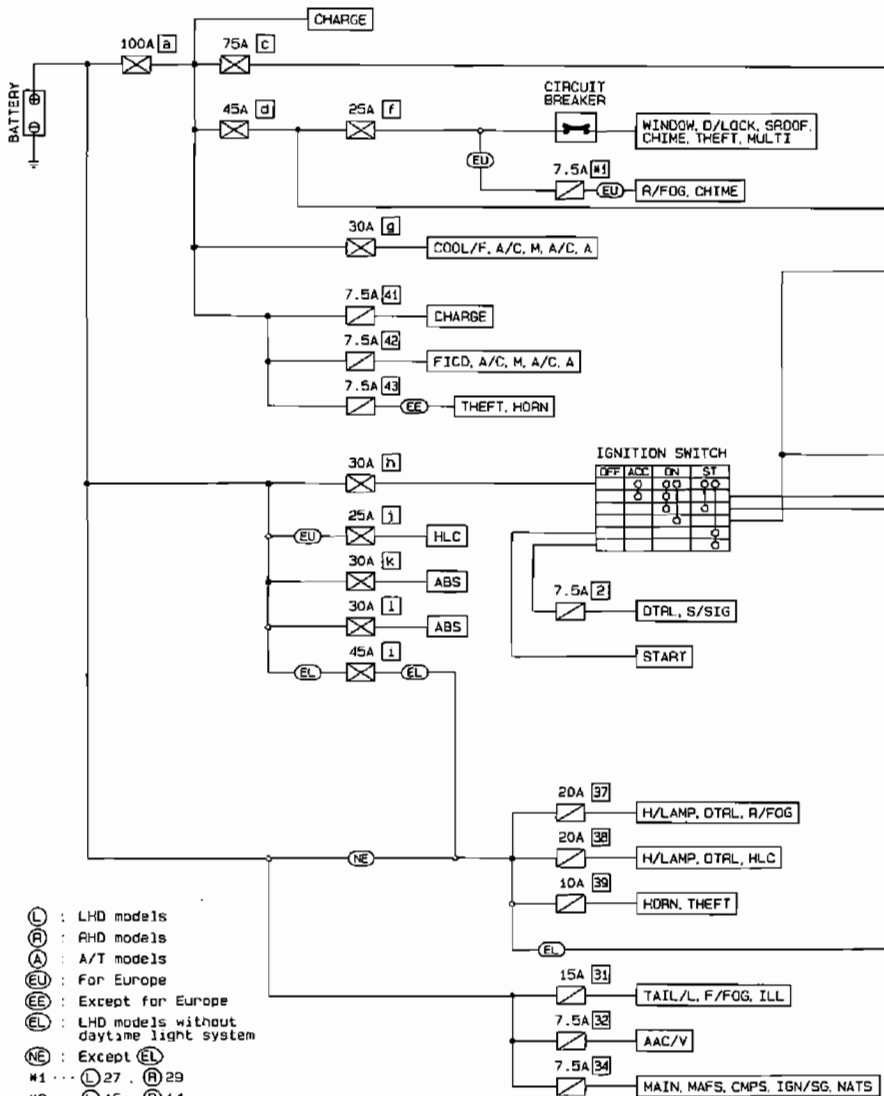 CHARGE
100A a
75A c
BATTERY
45A d
25A f
CIRCUIT
BREAKER
WINDOW, D/LOCK, SROOF,
CHIME, THEFT, MULTI
EU
7.5A *1
EU
R/FOG, CHIME
30A g
COOL/F, A/C, M, A/C, A
7.5A 41
CHARGE
7.5A 42
FICD, A/C, M, A/C, A
7.5A 43
EE
THEFT, HORN
IGNITION SWITCH
OFF ACC ON ST
30A h
25A j
EU
HLC
30A k
ABS
30A l
ABS
45A i
EL
EL
7.5A 2
DTRL, S/SIG
START
20A 37
H/LAMP, DTRL, R/FOG
NE
20A 38
H/LAMP, DTRL, HLC
10A 39
HORN, THEFT
EL
15A 31
TAIL/L, F/FOG, ILL
7.5A 32
AAC/V
7.5A 34
MAIN, MAFS, CMPS, IGN/SG, NATS
L : LHD models
R : RHD models
A : A/T models
EU : For Europe
EE : Except for Europe
EL : LHD models without
daytime light system
NE : Except EL
*1 ··· L 27 , R 29